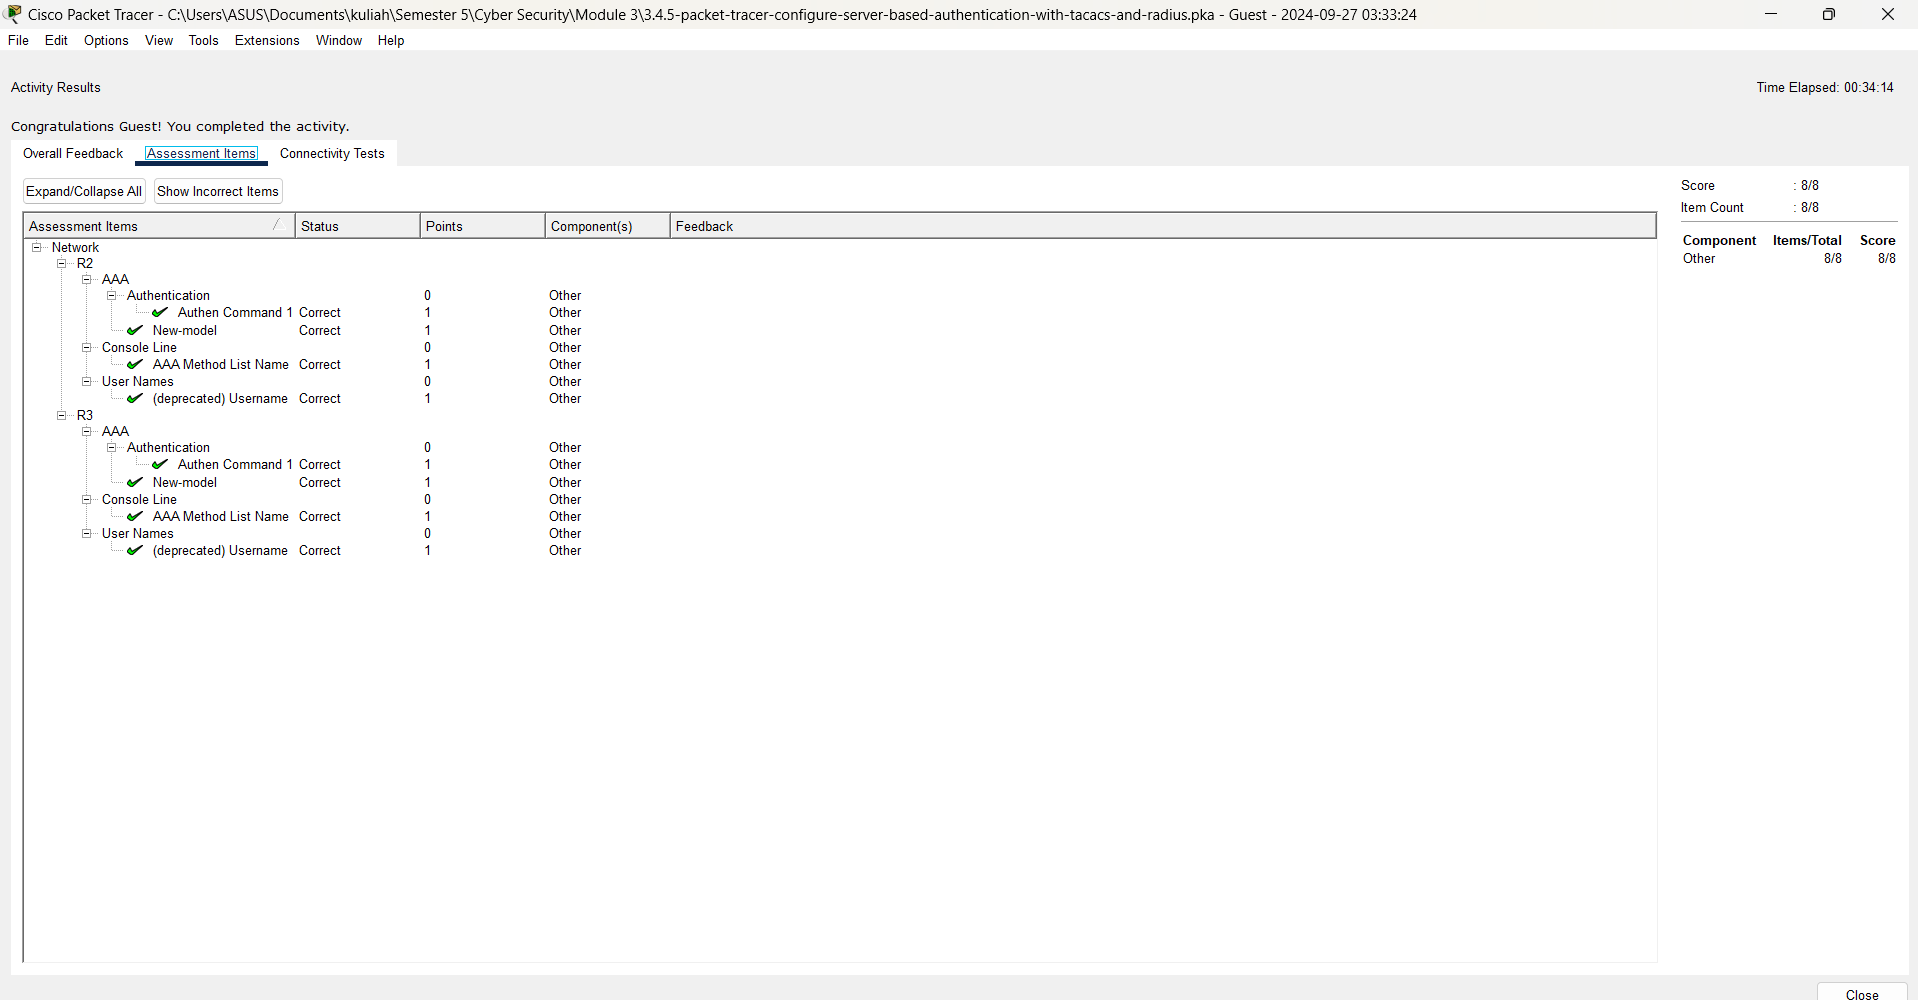 Cisco Packet Tracer - C:\Users\ASUS\Documents\kuliah\Semester 5\Cyber Security\Module 3\3.4.5-packet-tracer-configure-server-based-authentication-with-tacacs-and-radius.pka - Guest - 2024-09-27 03:33:24
File Edit Options View Tools Extensions Window Help
Activity Results Time Elapsed: 00:34:14
Congratulations Guest! You completed the activity.
Overall Feedback Assessment Items Connectivity Tests
Expand/Collapse All Show Incorrect Items
Score : 8/8
Item Count : 8/8
Component Items/Total Score
Other 8/8 8/8
Assessment Items Status Points Component(s) Feedback
Network
R2
AAA
Authentication 0 Other
Authen Command 1 Correct 1 Other
New-model Correct 1 Other
Console Line 0 Other
AAA Method List Name Correct 1 Other
User Names 0 Other
(deprecated) Username Correct 1 Other
R3
AAA
Authentication 0 Other
Authen Command 1 Correct 1 Other
New-model Correct 1 Other
Console Line 0 Other
AAA Method List Name Correct 1 Other
User Names 0 Other
(deprecated) Username Correct 1 Other
Close